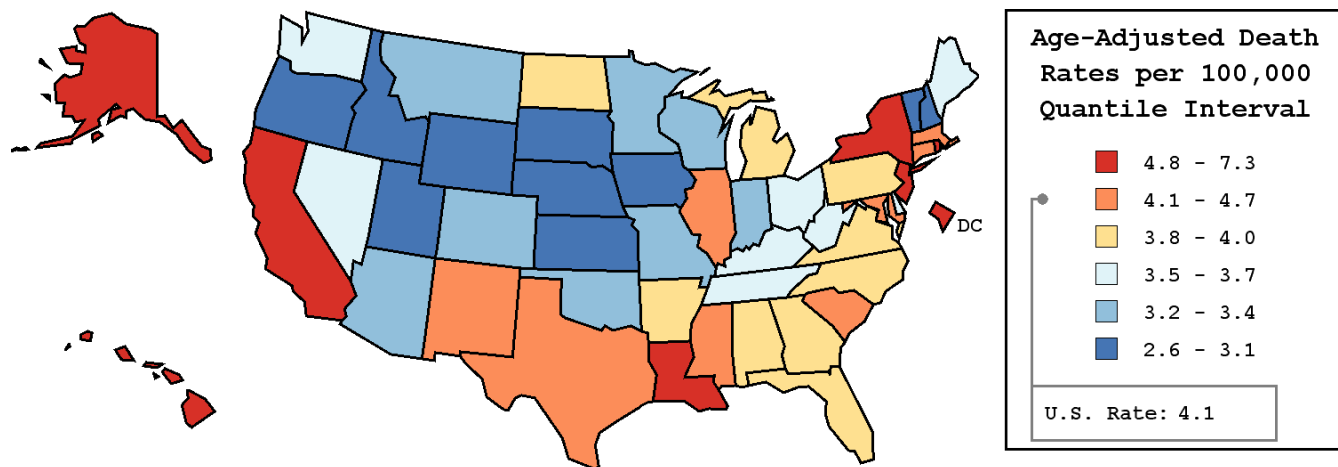 Age-Adjusted Death
Rates per 100,000
Quantile Interval
4.8 - 7.3
4.1 - 4.7
3.8 - 4.0
3.5 - 3.7
3.2 - 3.4
2.6 - 3.1
U.S. Rate: 4.1
DC